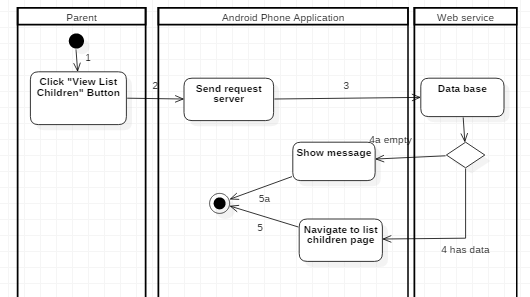 Parent
Android Phone Application
Web service
1
Click "View List
Children" Button
2
Send request
server
3
Data base
4a empty
Show message
5a
5
Navigate to list
children page
4 has data